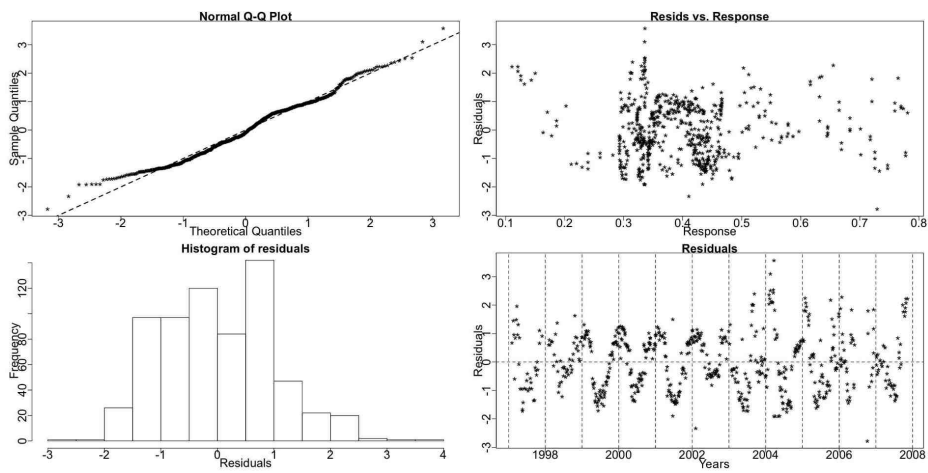 Normal Q-Q Plot
Sample Quantiles
-3 -2 -1 0 1 2 3
-3 -2 -1 0 1 2 3
Theoretical Quantiles
Resids vs. Response
Residuals
-3 -2 -1 0 1 2 3
0.1 0.2 0.3 0.4 0.5 0.6 0.7 0.8
Response
Histogram of residuals
Frequency
0 20 40 60 80 120
-3 -2 -1 0 1 2 3 4
Residuals
Residuals
Residuals
-3 -2 -1 0 1 2 3
1998 2000 2002 2004 2006 2008
Years